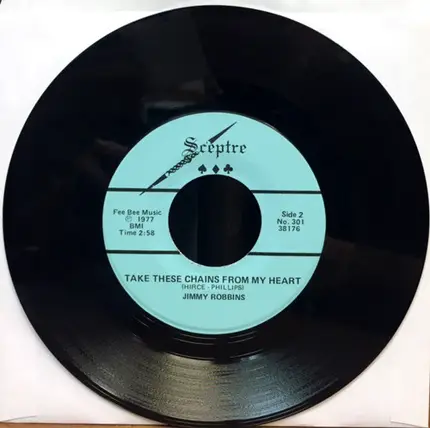 Sceptre
♠ ♦ ♣
Fee Bee Music
℗ 1977
BMI
Time 2:58
Side 2
No. 301
38176
TAKE THESE CHAINS FROM MY HEART
(HIRCE - PHILLIPS)
JIMMY ROBBINS